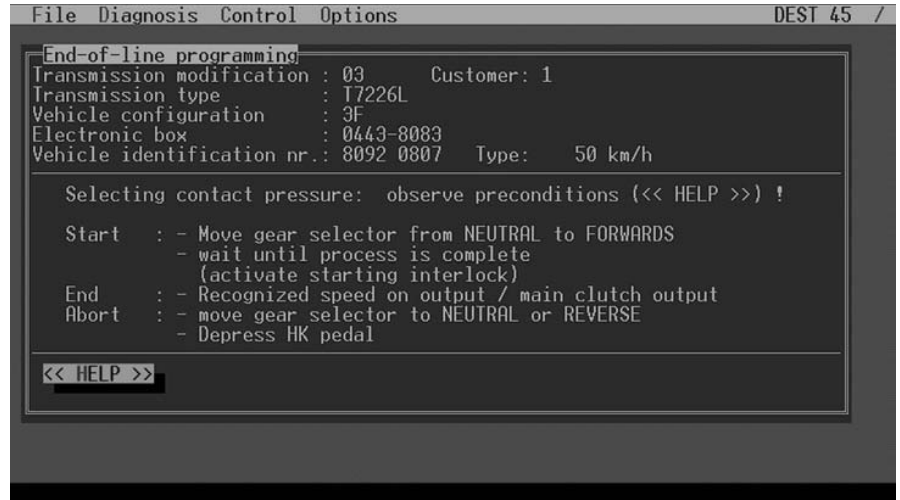 File Diagnosis Control Options DEST 45 /
End-of-line programming
Transmission modification : 03 Customer: 1
Transmission type : T7226L
Vehicle configuration : 3F
Electronic box : 0443-8083
Vehicle identification nr.: 8092 0807 Type: 50 km/h
Selecting contact pressure: observe preconditions (<< HELP >>) !
Start : - Move gear selector from NEUTRAL to FORWARDS
- wait until process is complete
(activate starting interlock)
End : - Recognized speed on output / main clutch output
Abort : - move gear selector to NEUTRAL or REVERSE
- Depress HK pedal
<< HELP >>